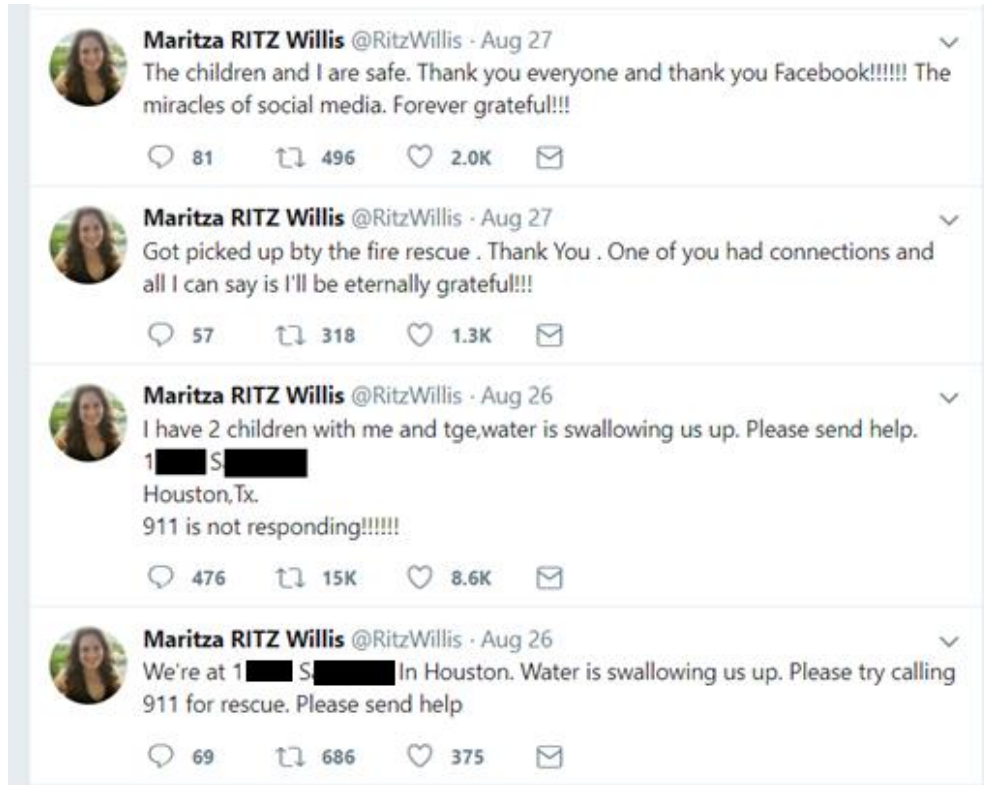 Maritza RITZ Willis @RitzWillis · Aug 27
The children and I are safe. Thank you everyone and thank you Facebook!!!!!! The
miracles of social media. Forever grateful!!!
81 496 2.0K
Maritza RITZ Willis @RitzWillis · Aug 27
Got picked up bty the fire rescue . Thank You . One of you had connections and
all I can say is I'll be eternally grateful!!!
57 318 1.3K
Maritza RITZ Willis @RitzWillis · Aug 26
I have 2 children with me and tge,water is swallowing us up. Please send help.
1 S
Houston,Tx.
911 is not responding!!!!!!
476 15K 8.6K
Maritza RITZ Willis @RitzWillis · Aug 26
We're at 1 S In Houston. Water is swallowing us up. Please try calling
911 for rescue. Please send help
69 686 375